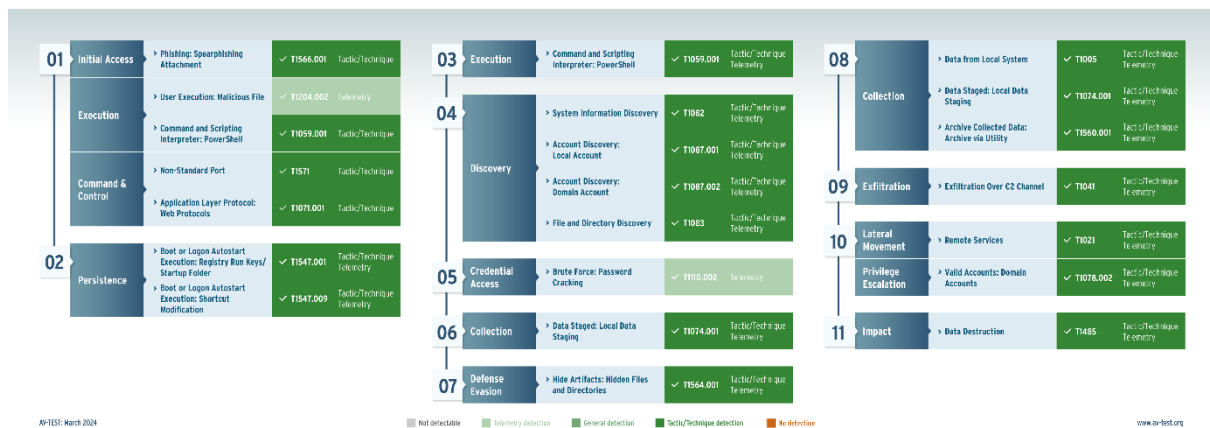 01
Initial Access
> Phishing: Spearphishing
Attachment
✓ T1566.001
Tactic/Technique
Execution
> User Execution: Malicious File
✓ T1204.002
Telemetry
> Command and Scripting
Interpreter: PowerShell
✓ T1059.001
Tactic/Technique
Command &
Control
> Non-Standard Port
✓ T1571
Tactic/Technique
> Application Layer Protocol:
Web Protocols
✓ T1071.001
Tactic/Technique
02
Persistence
> Boot or Logon Autostart
Execution: Registry Run Keys/
Startup Folder
✓ T1547.001
Tactic/Technique
Telemetry
> Boot or Logon Autostart
Execution: Shortcut
Modification
✓ T1547.009
Tactic/Technique
Telemetry
03
Execution
> Command and Scripting
Interpreter: PowerShell
✓ T1059.001
Tactic/Technique
Telemetry
04
Discovery
> System Information Discovery
✓ T1082
Tactic/Technique
Telemetry
> Account Discovery:
Local Account
✓ T1087.001
Tactic/Technique
Telemetry
> Account Discovery:
Domain Account
✓ T1087.002
Tactic/Technique
Telemetry
> File and Directory Discovery
✓ T1083
Tactic/Technique
Telemetry
05
Credential
Access
> Brute Force: Password
Cracking
✓ T1110.002
Telemetry
06
Collection
> Data Staged: Local Data
Staging
✓ T1074.001
Tactic/Technique
Telemetry
07
Defense
Evasion
> Hide Artifacts: Hidden Files
and Directories
✓ T1564.001
Tactic/Technique
Telemetry
08
Collection
> Data from Local System
✓ T1005
Tactic/Technique
Telemetry
> Data Staged: Local Data
Staging
✓ T1074.001
Tactic/Technique
Telemetry
> Archive Collected Data:
Archive via Utility
✓ T1560.001
Tactic/Technique
Telemetry
09
Exfiltration
> Exfiltration Over C2 Channel
✓ T1041
Tactic/Technique
Telemetry
10
Lateral
Movement
> Remote Services
✓ T1021
Tactic/Technique
Telemetry
Privilege
Escalation
> Valid Accounts: Domain
Accounts
✓ T1078.002
Tactic/Technique
Telemetry
11
Impact
> Data Destruction
✓ T1485
Tactic/Technique
Telemetry
AV-TEST: March 2024
Not detectable
Telemetry detection
General detection
Tactic/Technique detection
No detection
www.av-test.org